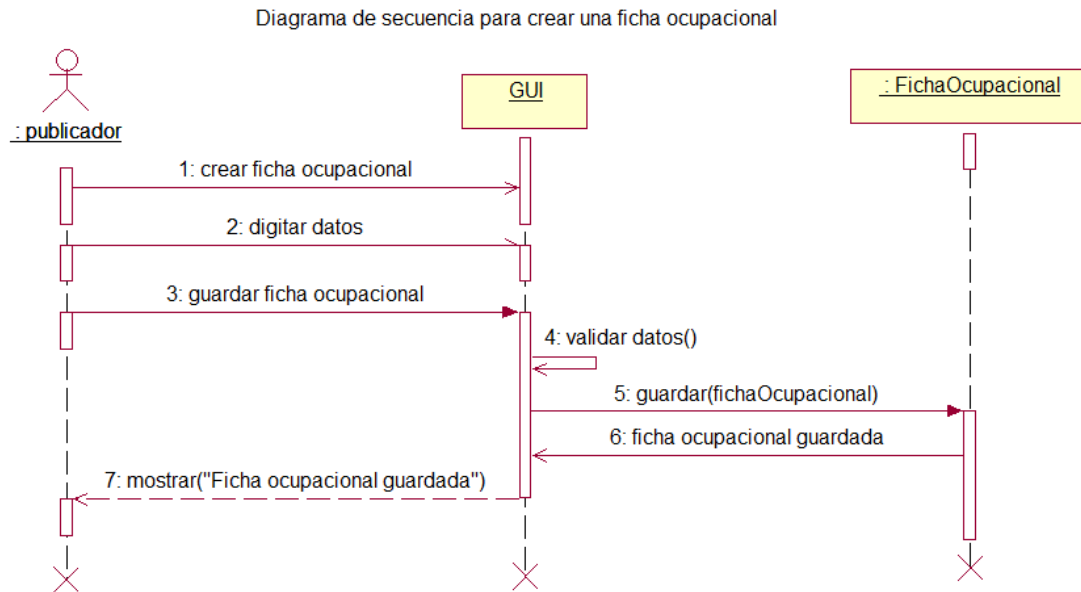 Diagrama de secuencia para crear una ficha ocupacional
: publicador
GUI
: FichaOcupacional
1: crear ficha ocupacional
2: digitar datos
3: guardar ficha ocupacional
4: validar datos()
5: guardar(fichaOcupacional)
6: ficha ocupacional guardada
7: mostrar("Ficha ocupacional guardada")